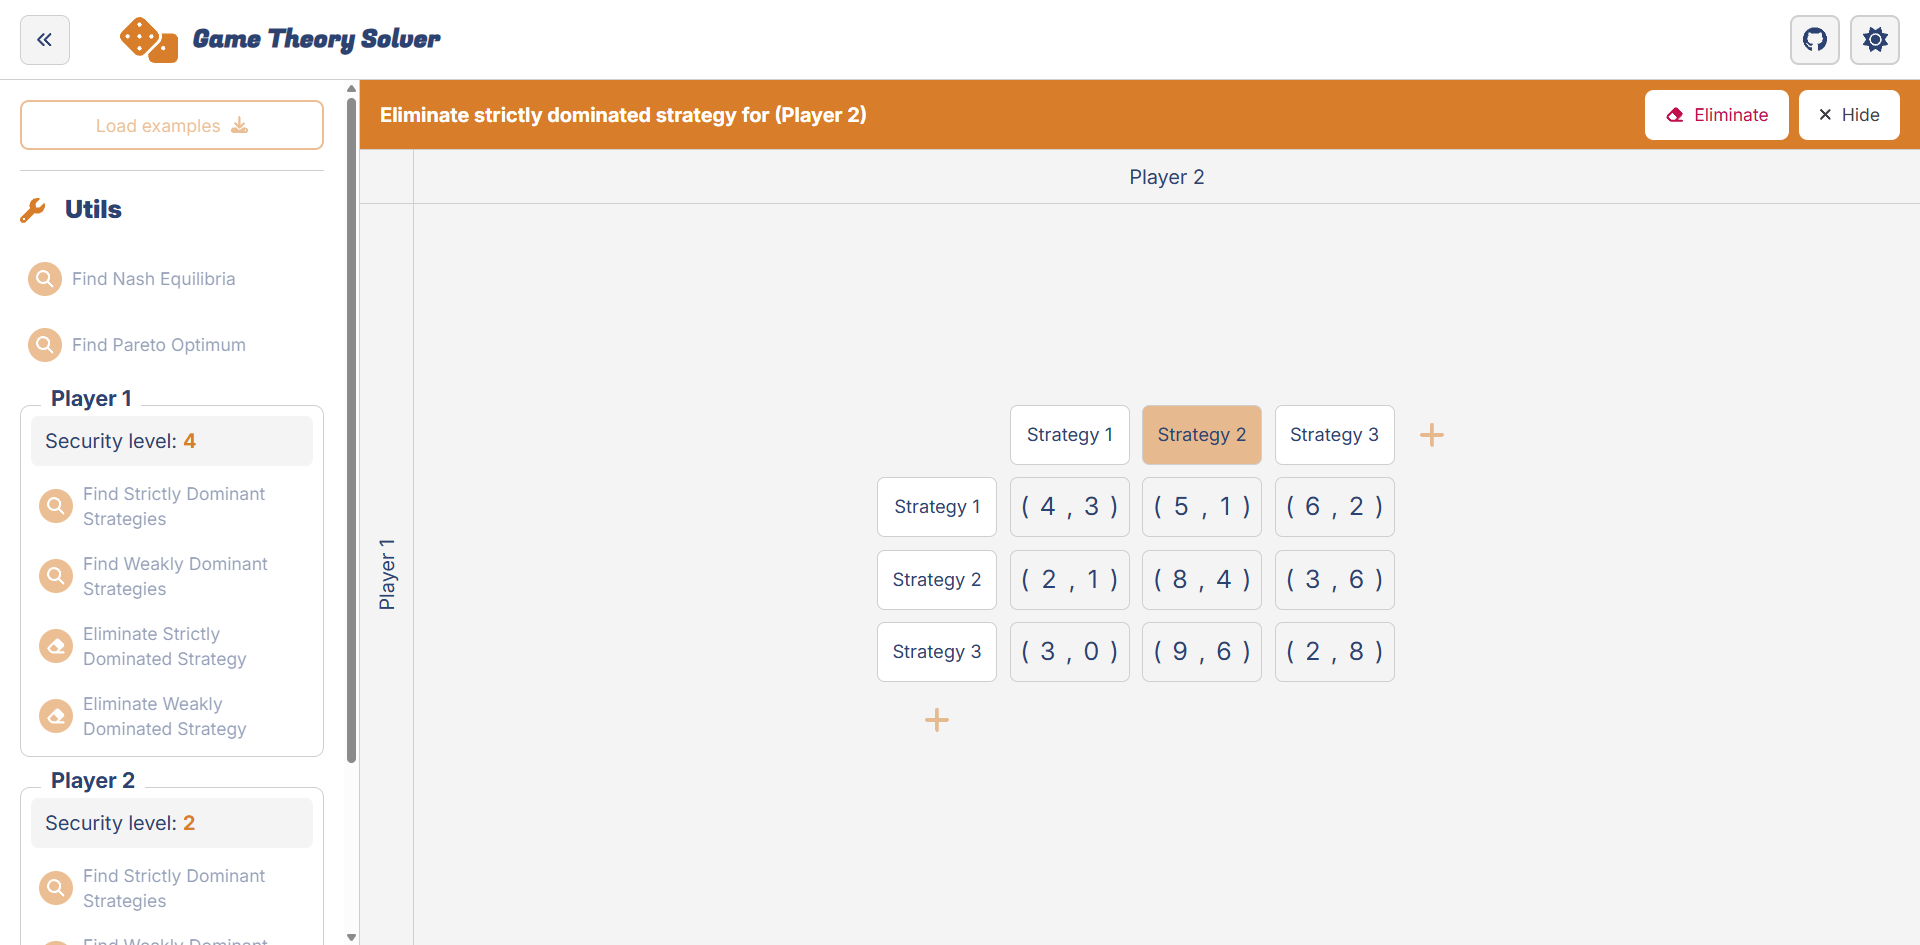 Game Theory Solver
Load examples
Utils
Find Nash Equilibria
Find Pareto Optimum
Player 1
Security level: 4
Find Strictly Dominant
Strategies
Find Weakly Dominant
Strategies
Eliminate Strictly
Dominated Strategy
Eliminate Weakly
Dominated Strategy
Player 2
Security level: 2
Find Strictly Dominant
Strategies
Find Weakly Dominant
Eliminate strictly dominated strategy for (Player 2)
Eliminate
Hide
Player 2
Player 1
Strategy 1 Strategy 2 Strategy 3
Strategy 1 ( 4 , 3 ) ( 5 , 1 ) ( 6 , 2 )
Strategy 2 ( 2 , 1 ) ( 8 , 4 ) ( 3 , 6 )
Strategy 3 ( 3 , 0 ) ( 9 , 6 ) ( 2 , 8 )